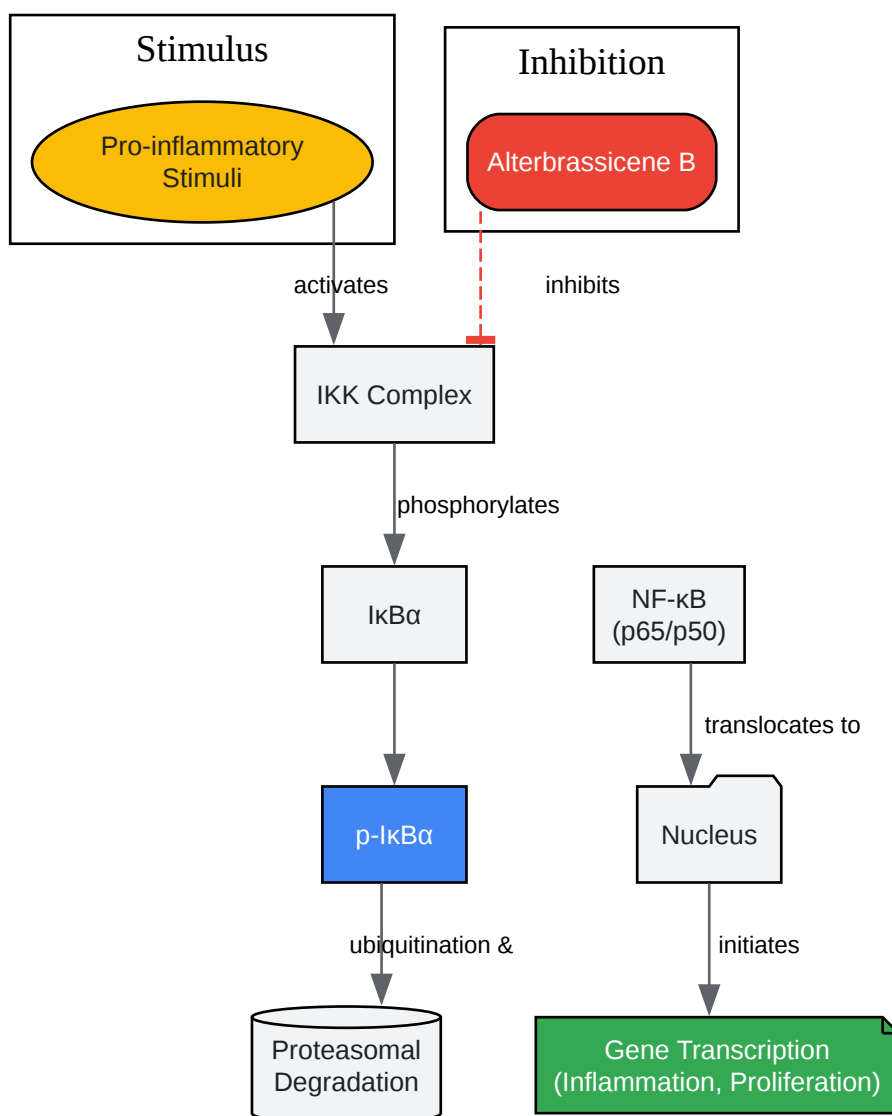 Stimulus
Inhibition
Pro-inflammatory
Stimuli
Alterbrassicene B
activates
inhibits
IKK Complex
phosphorylates
IκBα
NF-κB
(p65/p50)
translocates to
p-IκBα
Nucleus
ubiquitination &
initiates
Proteasomal
Degradation
Gene Transcription
(Inflammation, Proliferation)